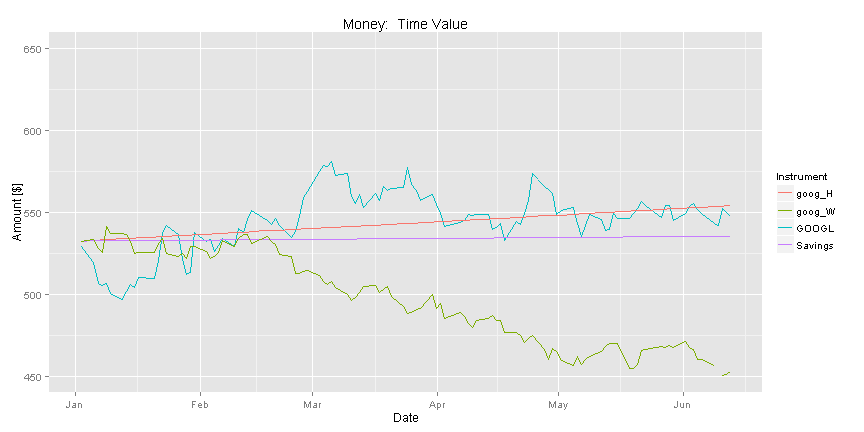 Money:  Time Value
650
600
550
500
450
Amount [$]
Jan Feb Mar Apr May Jun
Date
Instrument
goog_H
goog_W
GOOGL
Savings